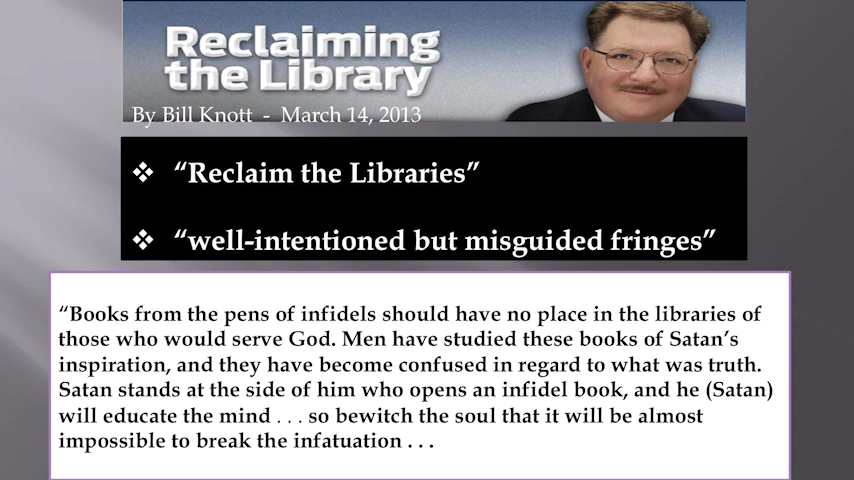 Reclaiming
the Library
By Bill Knott - March 14, 2013
❖ “Reclaim the Libraries”
❖ “well-intentioned but misguided fringes”
“Books from the pens of infidels should have no place in the libraries of
those who would serve God. Men have studied these books of Satan’s
inspiration, and they have become confused in regard to what was truth.
Satan stands at the side of him who opens an infidel book, and he (Satan)
will educate the mind . . . so bewitch the soul that it will be almost
impossible to break the infatuation . . .